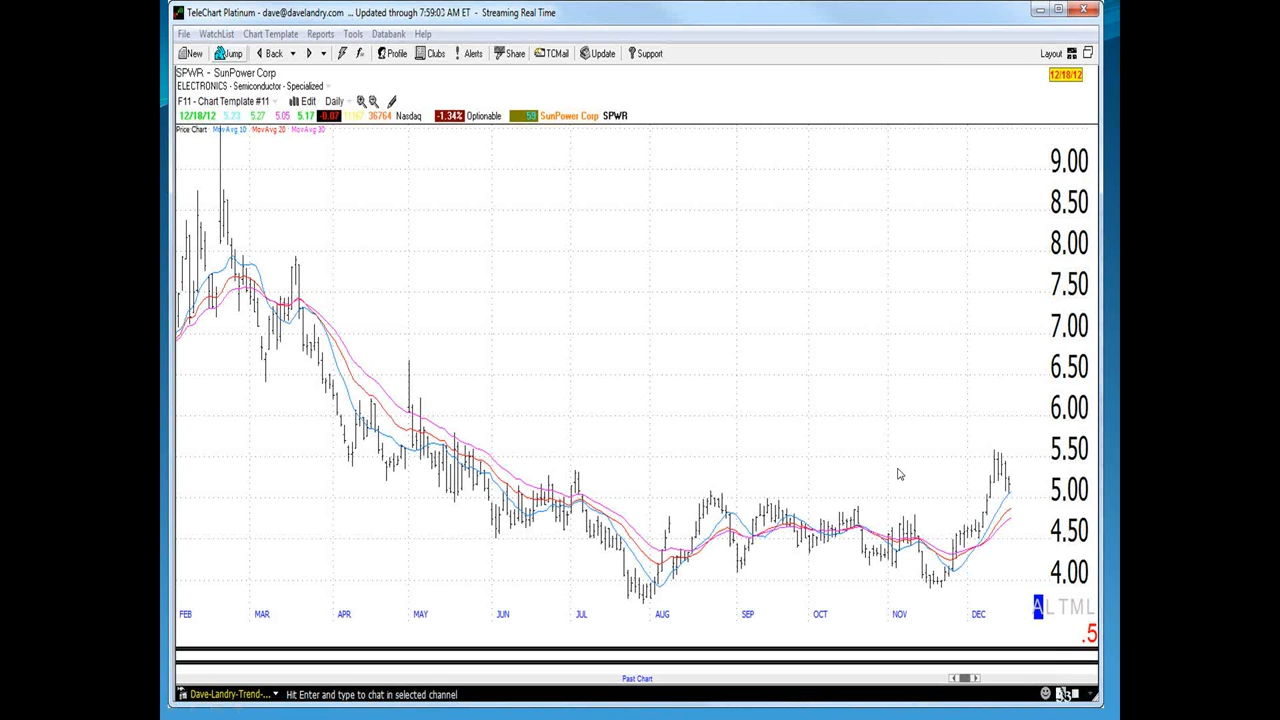 TeleChart Platinum - dave@davelandry.com ... Updated through 7:59:03 AM ET - Streaming Real Time
File WatchList Chart Template Reports Tools Databank Help
New Jump Back Profile Clubs Alerts Share TCMail Update Support Layout
SPWR - SunPower Corp 12/18/12
ELECTRONICS - Semiconductor - Specialized
F11 - Chart Template #11 Edit Daily
12/18/12 5.23 5.27 5.05 5.17 -0.07 36764 Nasdaq -1.34% Optionable 59 SunPower Corp SPWR
Price Chart MovAvg 10 MovAvg 20 MovAvg 30
9.00
8.50
8.00
7.50
7.00
6.50
6.00
5.50
5.00
4.50
4.00
A L T M L
FEB MAR APR MAY JUN JUL AUG SEP OCT NOV DEC
.5
Past Chart
Dave-Landry-Trend-... Hit Enter and type to chat in selected channel